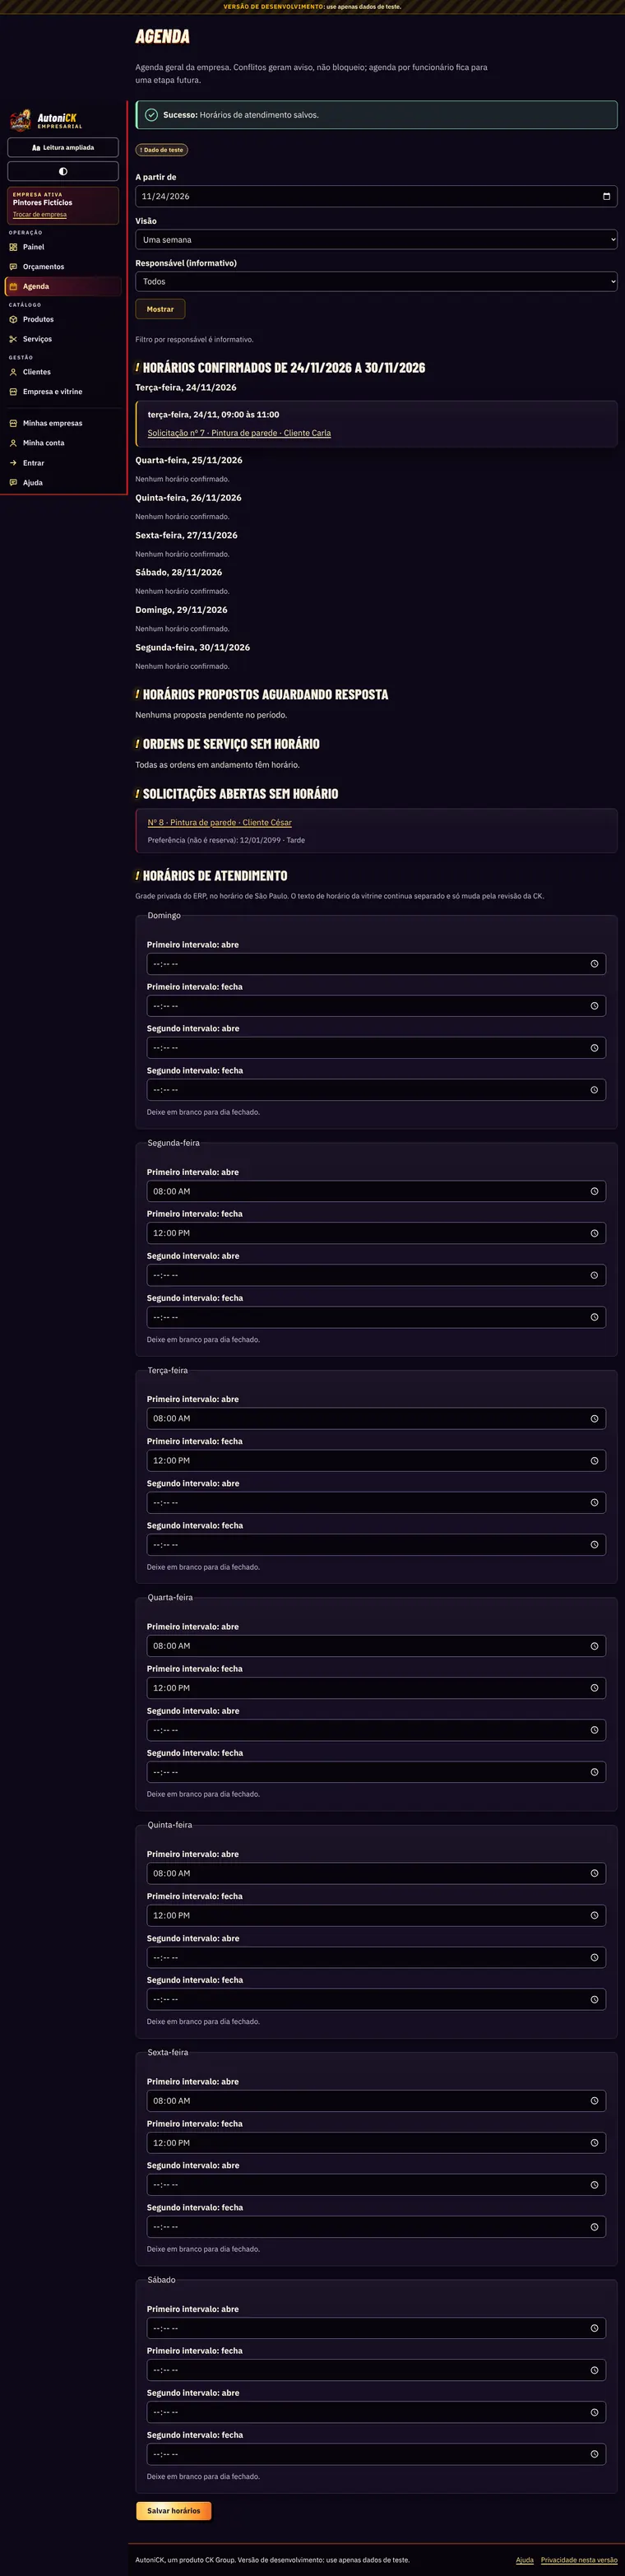 VERSÃO DE DESENVOLVIMENTO: use apenas dados de teste.
AGENDA
Agenda geral da empresa. Conflitos geram aviso, não bloqueio; agenda por funcionário fica para
uma etapa futura.
AutoniCK
EMPRESARIAL
Aa Leitura ampliada
EMPRESA ATIVA
Pintores Fictícios
Trocar de empresa
OPERAÇÃO
Painel
Orçamentos
Agenda
CATÁLOGO
Produtos
Serviços
GESTÃO
Clientes
Empresa e vitrine
Minhas empresas
Minha conta
Entrar
Ajuda
Sucesso: Horários de atendimento salvos.
! Dado de teste
A partir de
11/24/2026
Visão
Uma semana
Responsável (informativo)
Todos
Mostrar
Filtro por responsável é informativo.
! HORÁRIOS CONFIRMADOS DE 24/11/2026 A 30/11/2026
Terça-feira, 24/11/2026
terça-feira, 24/11, 09:00 às 11:00
Solicitação nº 7 · Pintura de parede · Cliente Carla
Quarta-feira, 25/11/2026
Nenhum horário confirmado.
Quinta-feira, 26/11/2026
Nenhum horário confirmado.
Sexta-feira, 27/11/2026
Nenhum horário confirmado.
Sábado, 28/11/2026
Nenhum horário confirmado.
Domingo, 29/11/2026
Nenhum horário confirmado.
Segunda-feira, 30/11/2026
Nenhum horário confirmado.
! HORÁRIOS PROPOSTOS AGUARDANDO RESPOSTA
Nenhuma proposta pendente no período.
! ORDENS DE SERVIÇO SEM HORÁRIO
Todas as ordens em andamento têm horário.
! SOLICITAÇÕES ABERTAS SEM HORÁRIO
Nº 8 · Pintura de parede · Cliente César
Preferência (não é reserva): 12/01/2099 · Tarde
! HORÁRIOS DE ATENDIMENTO
Grade privada do ERP, no horário de São Paulo. O texto de horário da vitrine continua separado e só muda pela revisão da CK.
Domingo
Primeiro intervalo: abre
--:-- --
Primeiro intervalo: fecha
--:-- --
Segundo intervalo: abre
--:-- --
Segundo intervalo: fecha
--:-- --
Deixe em branco para dia fechado.
Segunda-feira
Primeiro intervalo: abre
08:00 AM
Primeiro intervalo: fecha
12:00 PM
Segundo intervalo: abre
--:-- --
Segundo intervalo: fecha
--:-- --
Deixe em branco para dia fechado.
Terça-feira
Primeiro intervalo: abre
08:00 AM
Primeiro intervalo: fecha
12:00 PM
Segundo intervalo: abre
--:-- --
Segundo intervalo: fecha
--:-- --
Deixe em branco para dia fechado.
Quarta-feira
Primeiro intervalo: abre
08:00 AM
Primeiro intervalo: fecha
12:00 PM
Segundo intervalo: abre
--:-- --
Segundo intervalo: fecha
--:-- --
Deixe em branco para dia fechado.
Quinta-feira
Primeiro intervalo: abre
08:00 AM
Primeiro intervalo: fecha
12:00 PM
Segundo intervalo: abre
--:-- --
Segundo intervalo: fecha
--:-- --
Deixe em branco para dia fechado.
Sexta-feira
Primeiro intervalo: abre
08:00 AM
Primeiro intervalo: fecha
12:00 PM
Segundo intervalo: abre
--:-- --
Segundo intervalo: fecha
--:-- --
Deixe em branco para dia fechado.
Sábado
Primeiro intervalo: abre
--:-- --
Primeiro intervalo: fecha
--:-- --
Segundo intervalo: abre
--:-- --
Segundo intervalo: fecha
--:-- --
Deixe em branco para dia fechado.
Salvar horários
AutoniCK, um produto CK Group. Versão de desenvolvimento: use apenas dados de teste.
Ajuda Privacidade nesta versão